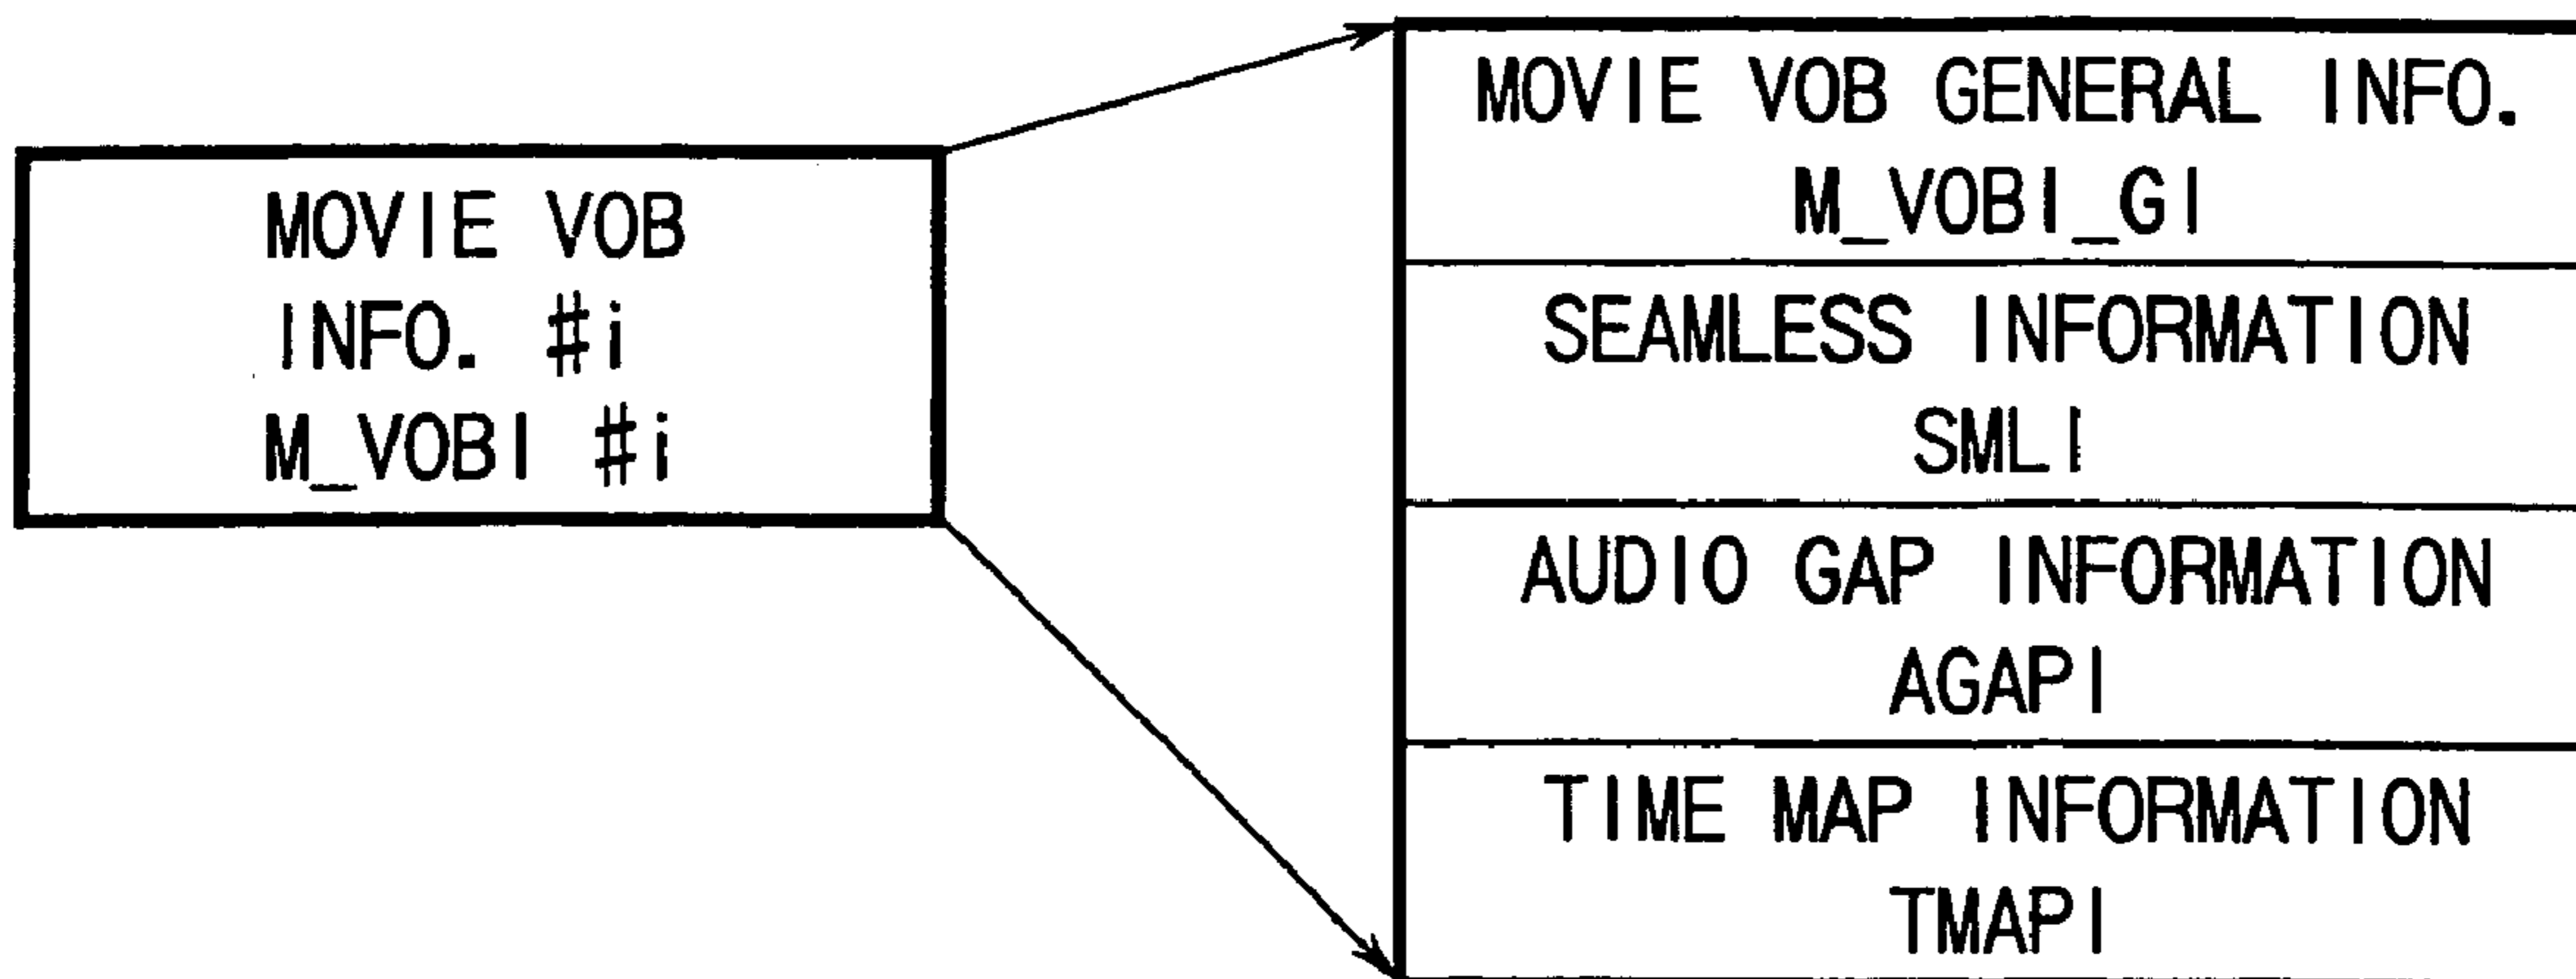 MOVIE VOB
INFO. #i
M_VOBI #i
MOVIE VOB GENERAL INFO.
M_VOBI_GI
SEAMLESS INFORMATION
SMLI
AUDIO GAP INFORMATION
AGAPI
TIME MAP INFORMATION
TMAPI